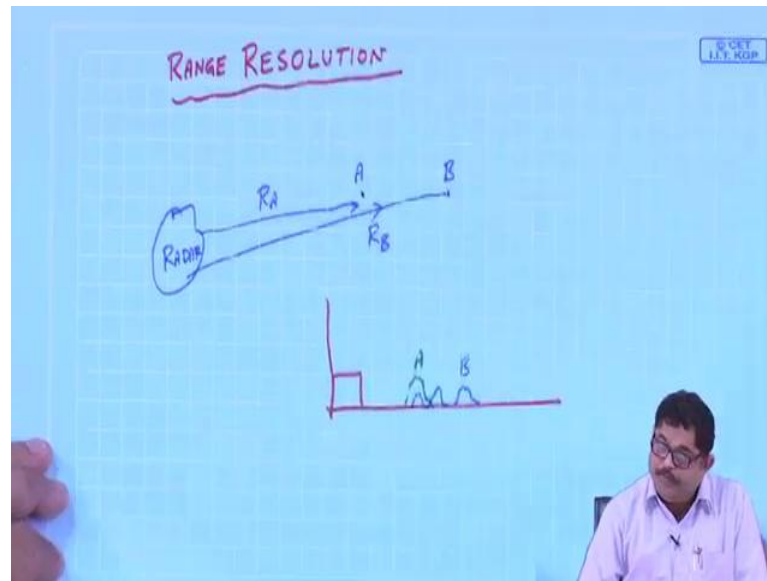 RANGE RESOLUTION
© CET
I.I.T. KGP
A
B
RA
RB
RADAR
A
B